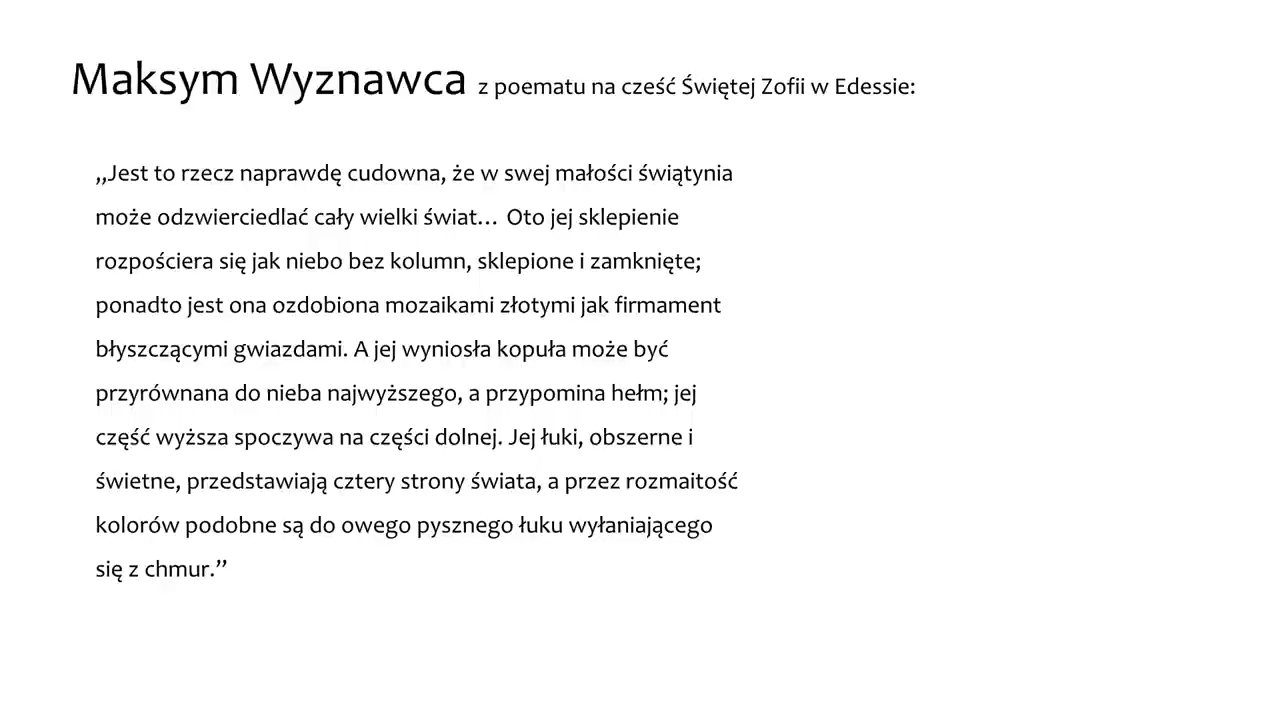 Maksym Wyznawca z poematu na cześć Świętej Zofii w Edessie:
„Jest to rzecz naprawdę cudowna, że w swej małości świątynia
może odzwierciedlać cały wielki świat… Oto jej sklepienie
rozpościera się jak niebo bez kolumn, sklepione i zamknięte;
ponadto jest ona ozdobiona mozaikami złotymi jak firmament
błyszczącymi gwiazdami. A jej wyniosła kopuła może być
przyrównana do nieba najwyższego, a przypomina hełm; jej
część wyższa spoczywa na części dolnej. Jej łuki, obszerne i
świetne, przedstawiają cztery strony świata, a przez rozmaitość
kolorów podobne są do owego pysznego łuku wyłaniającego
się z chmur.”